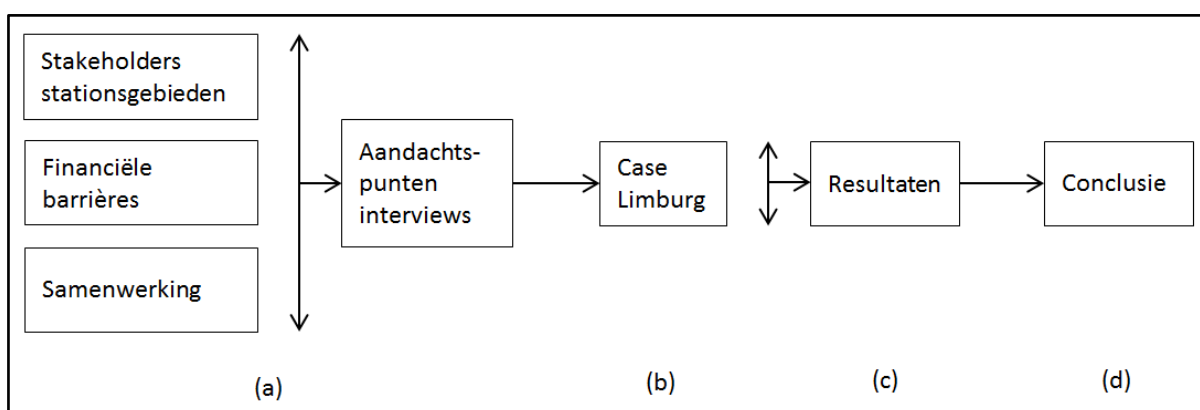 Stakeholders
stationsgebieden
Financiële
barrières
Samenwerking
Aandachts-
punten
interviews
Case
Limburg
Resultaten
Conclusie
(a)
(b)
(c)
(d)